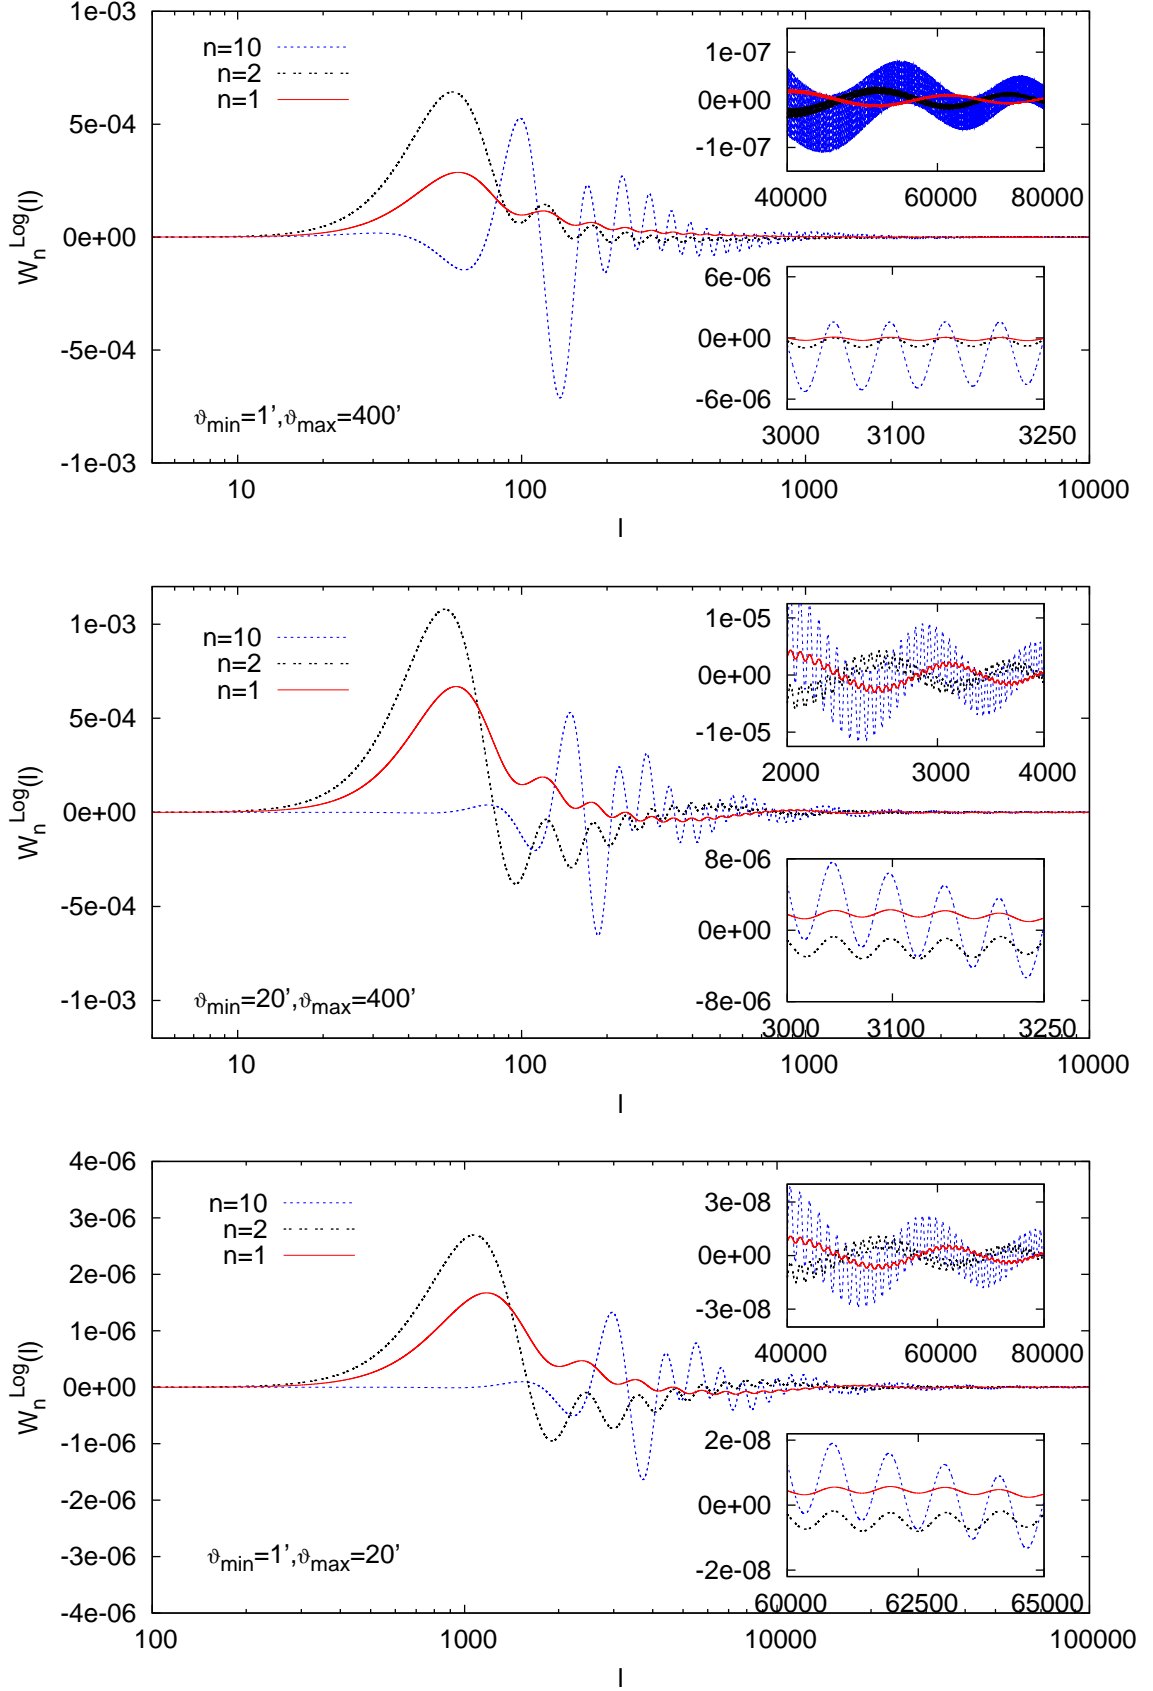 1e-03
5e-04
0e+00
-5e-04
-1e-03
W_n^Log(l)
n=10
n=2
n=1
1e-07
0e+00
-1e-07
40000 60000 80000
6e-06
0e+00
-6e-06
3000 3100 3250
ϑmin=1',ϑmax=400'
10 100 1000 10000
l
1e-03
5e-04
0e+00
-5e-04
-1e-03
W_n^Log(l)
n=10
n=2
n=1
1e-05
0e+00
-1e-05
2000 3000 4000
8e-06
0e+00
-8e-06
3000 3100 3250
ϑmin=20',ϑmax=400'
10 100 1000 10000
l
4e-06
3e-06
2e-06
1e-06
0e+00
-1e-06
-2e-06
-3e-06
-4e-06
W_n^Log(l)
n=10
n=2
n=1
3e-08
0e+00
-3e-08
40000 60000 80000
2e-08
0e+00
-2e-08
60000 62500 65000
ϑmin=1',ϑmax=20'
100 1000 10000 100000
l